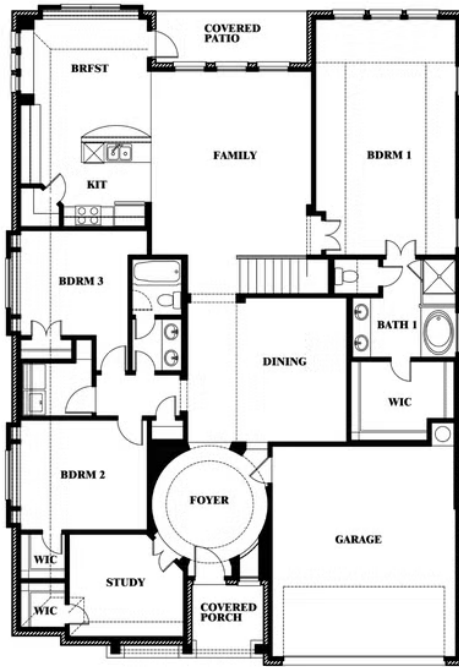 COVERED
PATIO
BRFST
FAMILY
BDRM 1
KIT
BDRM 3
BATH 1
DINING
WIC
BDRM 2
FOYER
GARAGE
WIC
STUDY
WIC
COVERED
PORCH